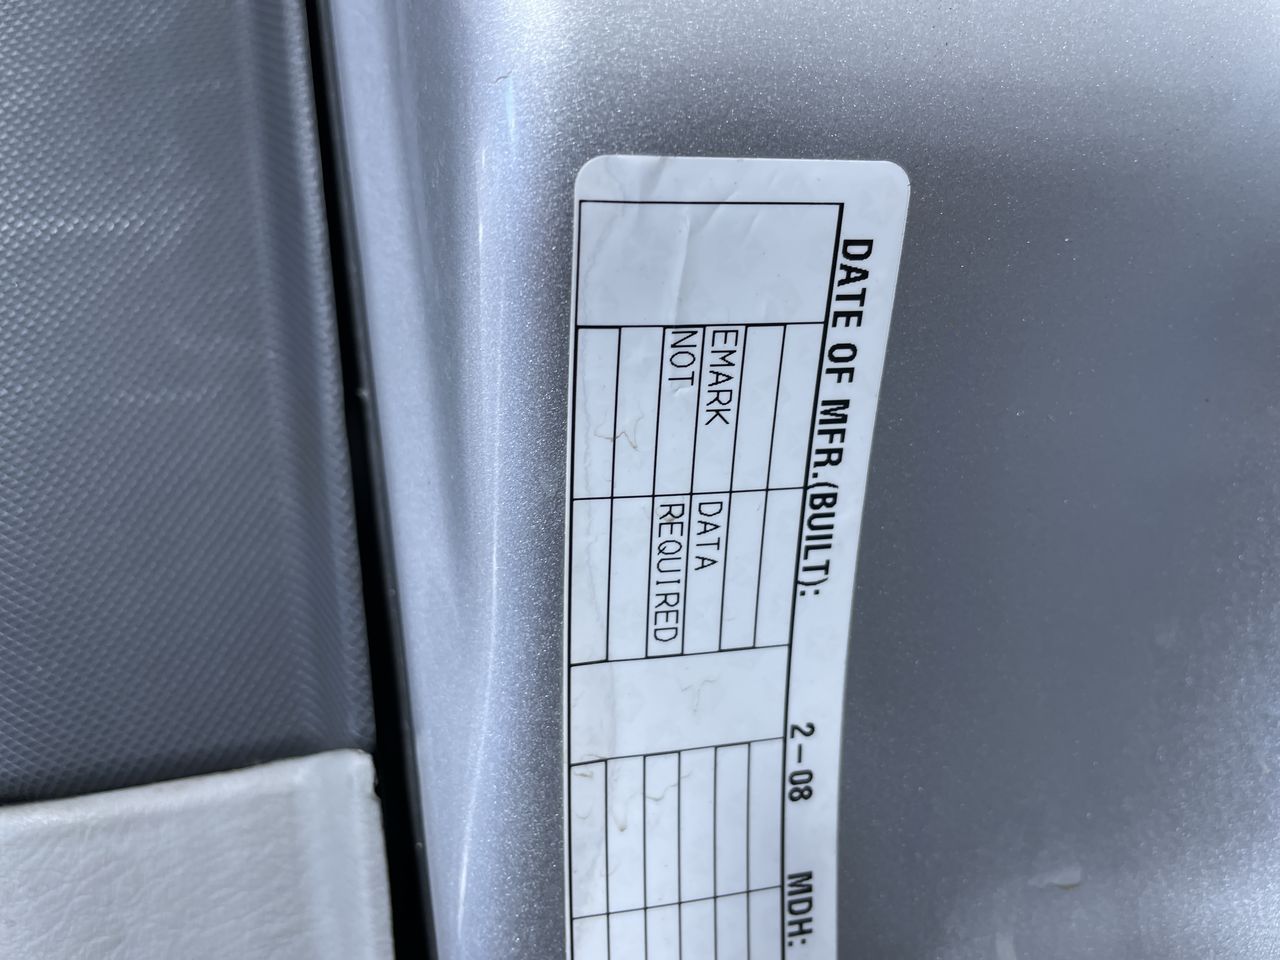 DATE OF MFR.(BUILT): 2-08 MDH:
EMARK DATA
NOT REQUIRED